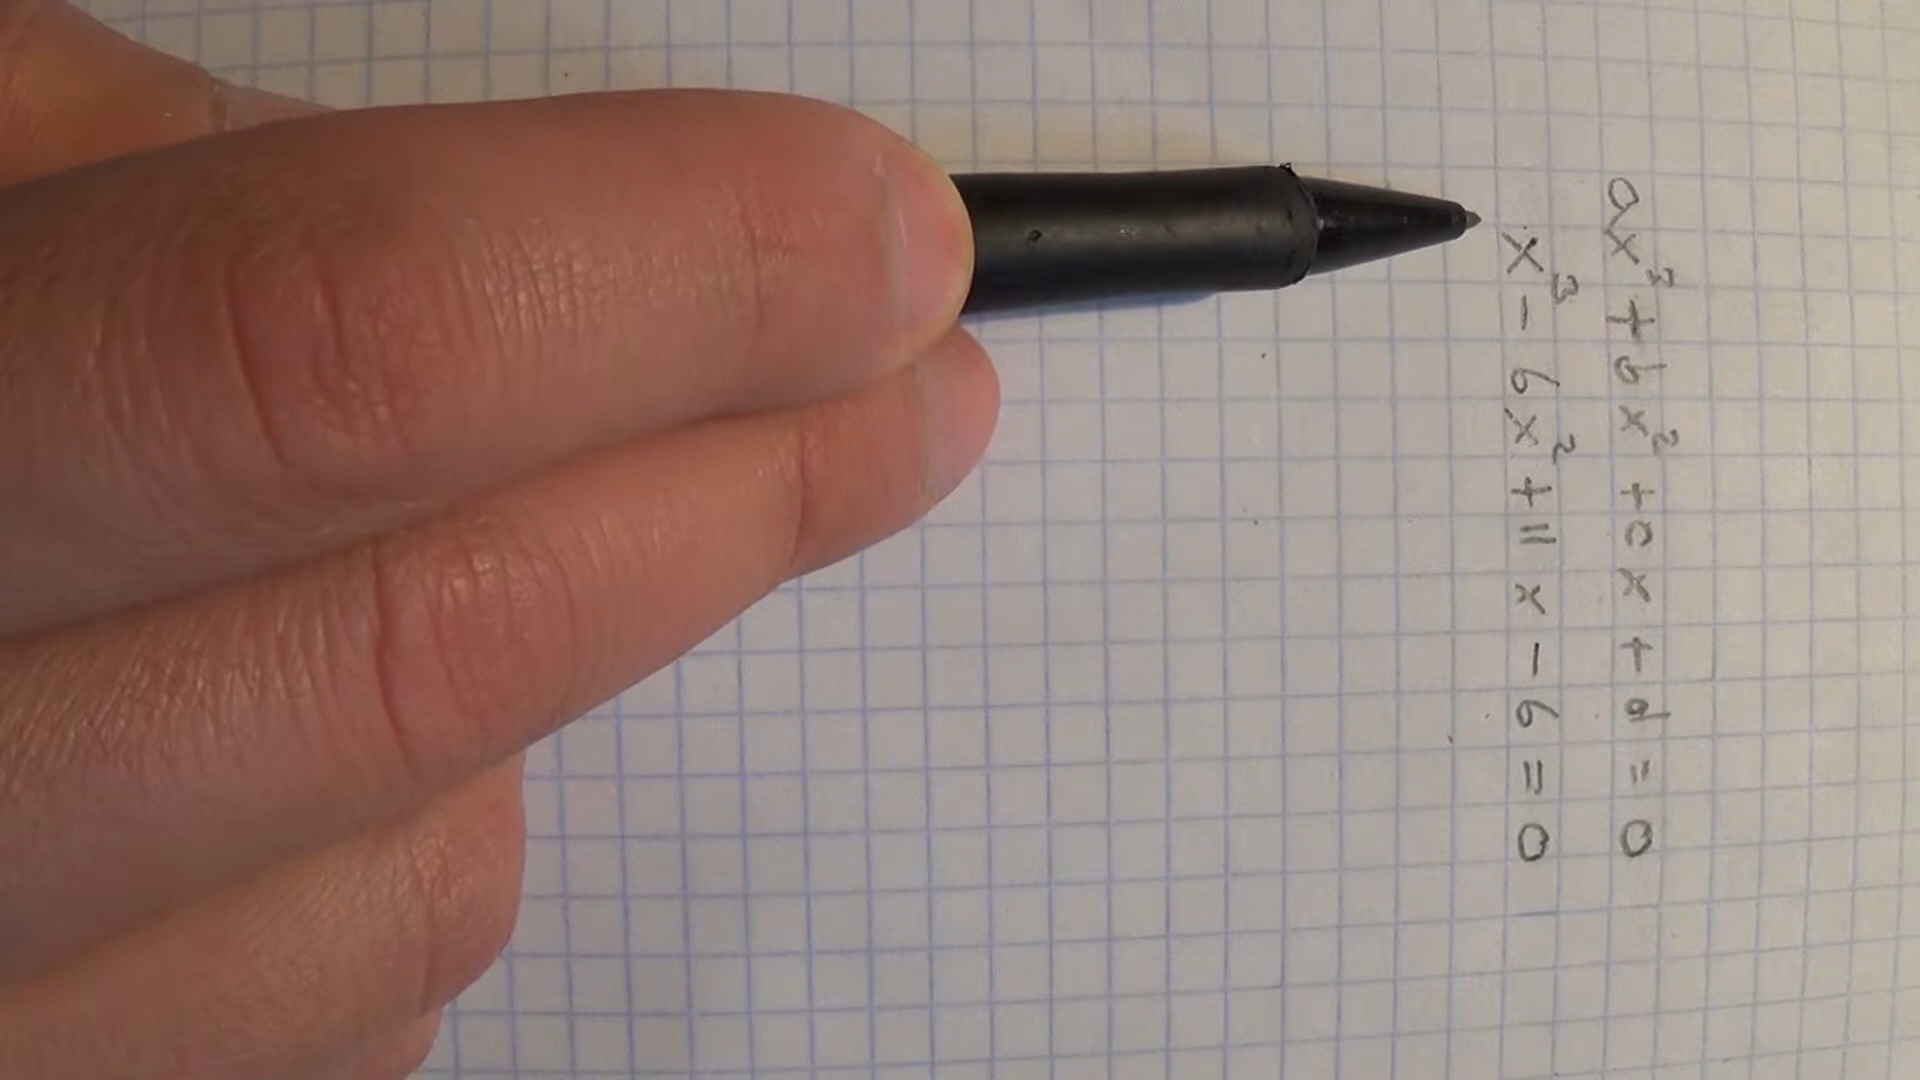 ax³ + bx² + cx + d = 0
x³ - 6x² + 11x - 6 = 0